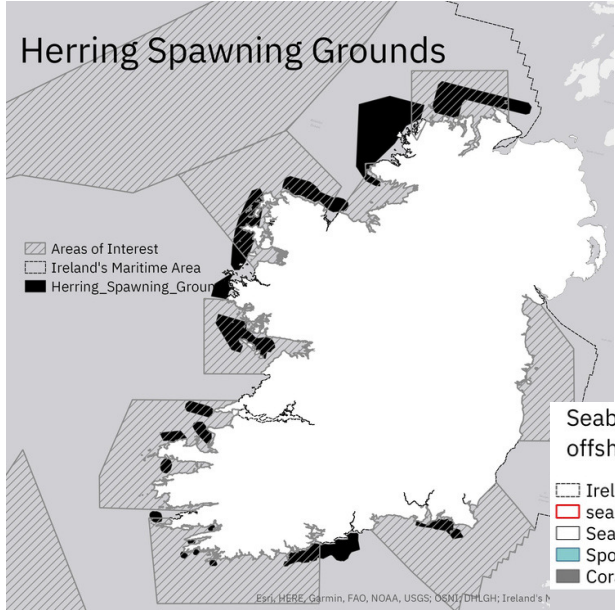 Herring Spawning Grounds
Areas of Interest
Ireland's Maritime Area
Herring_Spawning_Groun
Seab
offsh
Irel
sea
Sea
Spo
Cor
Esri, HERE, Garmin, FAO, NOAA, USGS; OSNI; DHLGH; Ireland's M